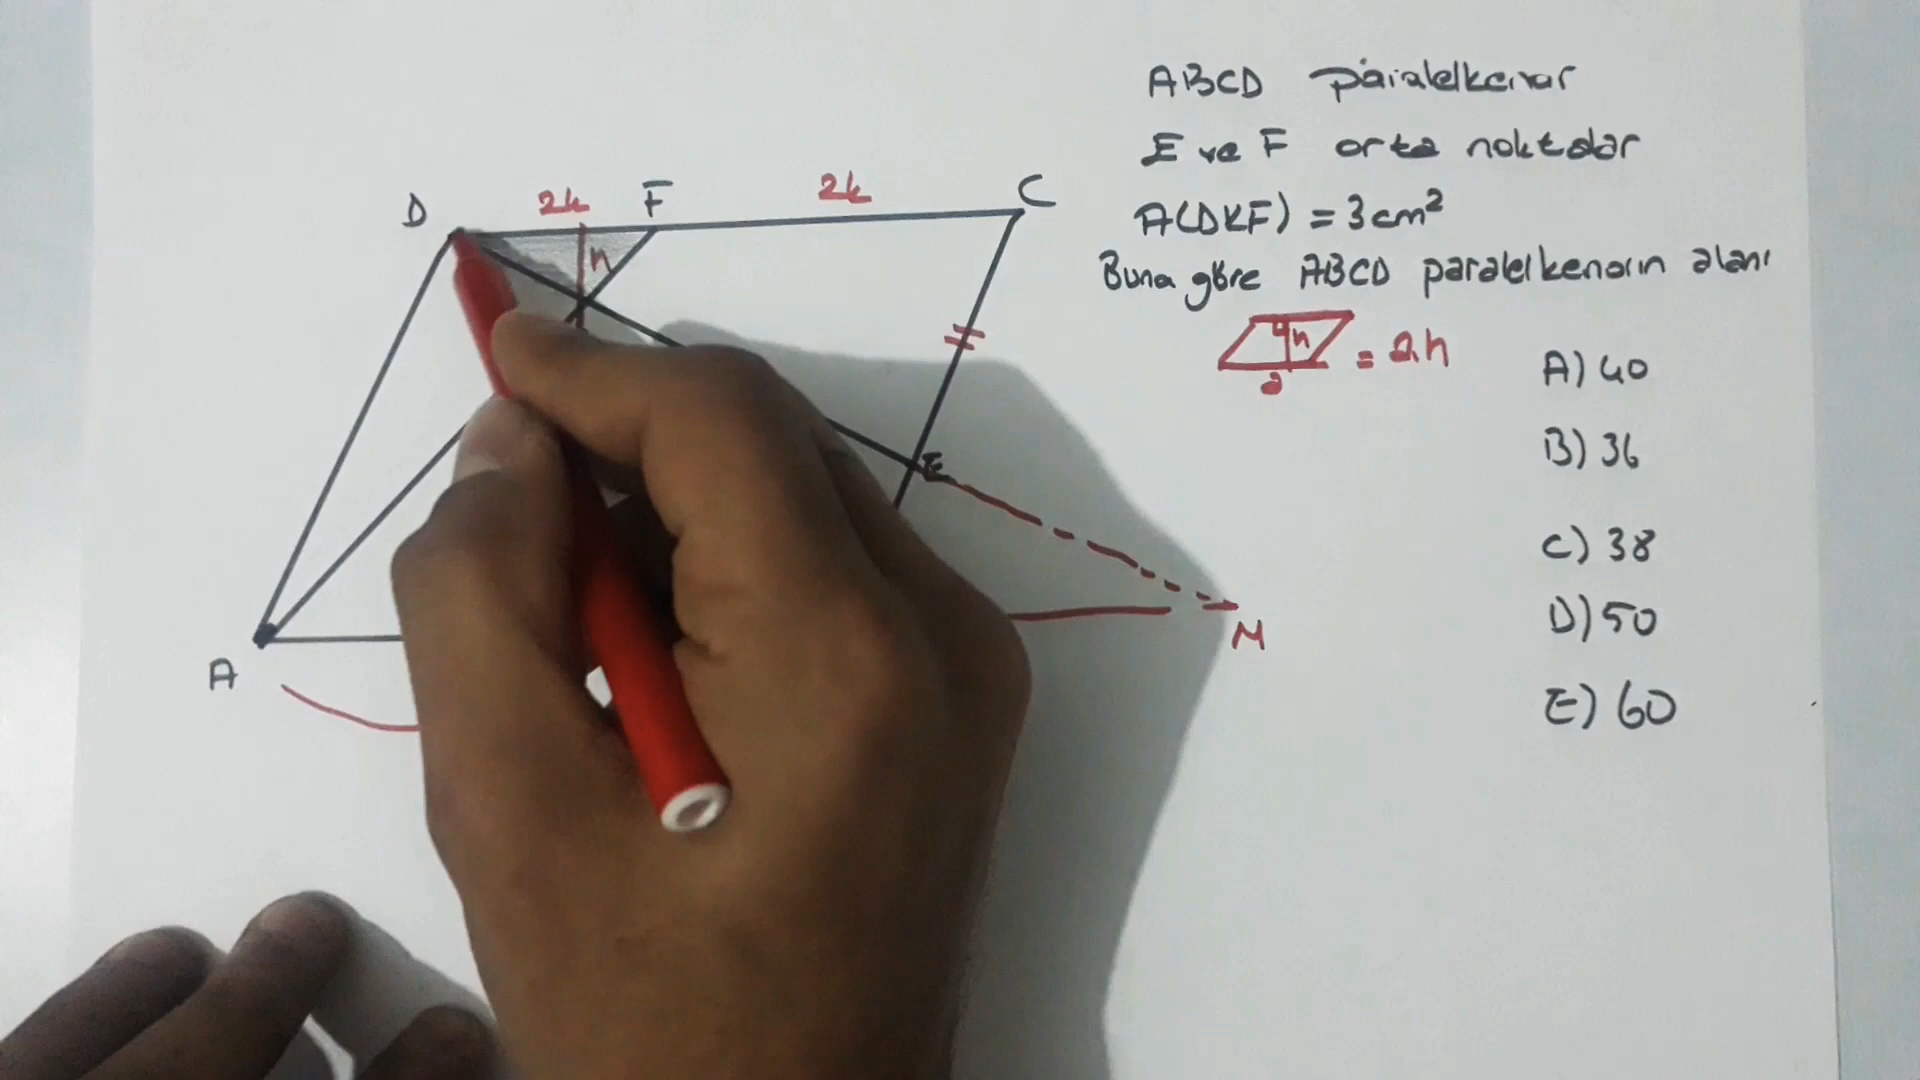 ABCD paralelkenar
E ve F orta noktalar
A(DKF) = 3cm²
Buna göre ABCD paralelkenarın alanı
h
a
= a.h
A) 40
B) 36
C) 38
D) 50
E) 60
D
2k
F
2k
C
h
E
M
A